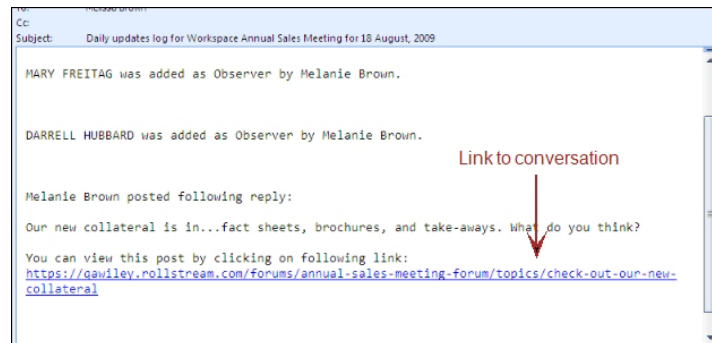 Cc:
Subject: Daily updates log for Workspace Annual Sales Meeting for 18 August, 2009
MARY FREITAG was added as Observer by Melanie Brown.
DARRELL HUBBARD was added as Observer by Melanie Brown.
Link to conversation
Melanie Brown posted following reply:
Our new collateral is in...fact sheets, brochures, and take-aways. What do you think?
You can view this post by clicking on following link:
https://qawiley.rollstream.com/forums/annual-sales-meeting-forum/topics/check-out-our-new-
collateral